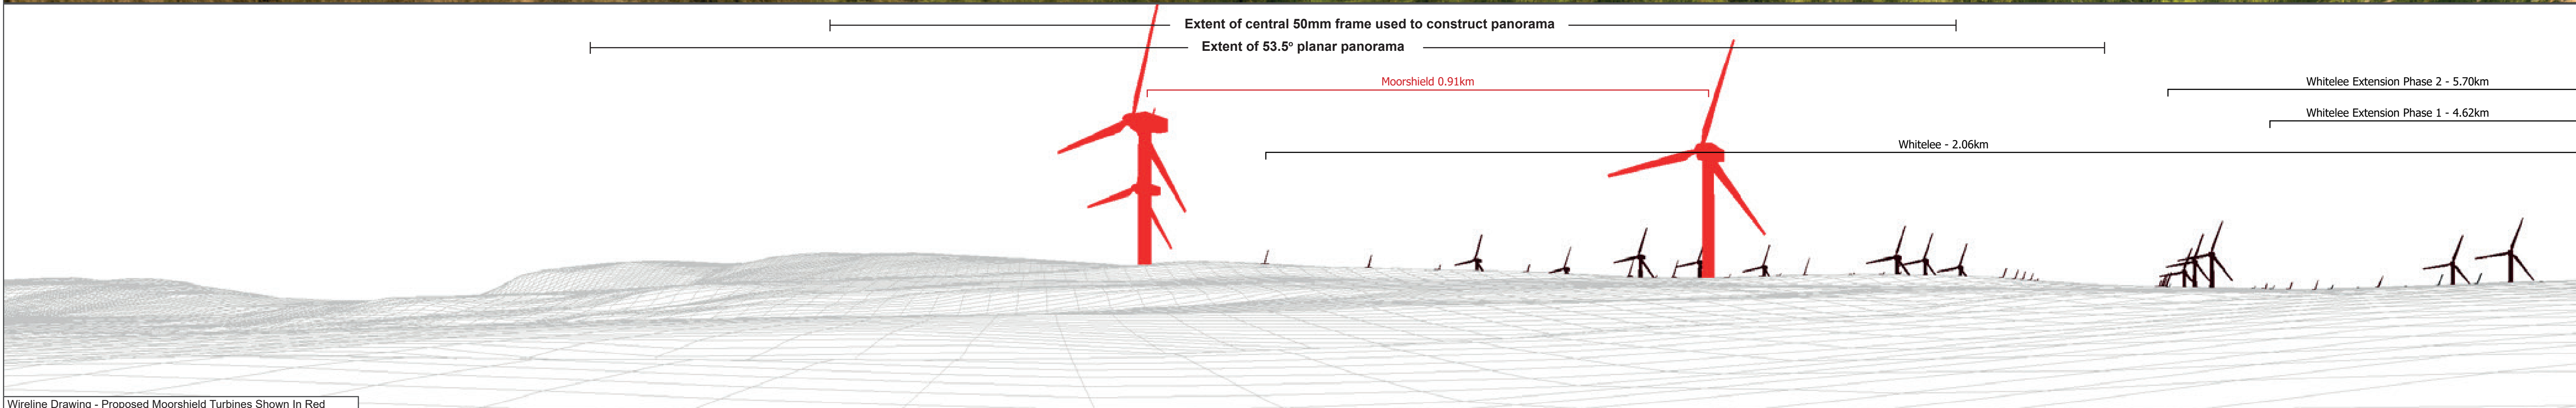 Extent of central 50mm frame used to construct panorama
Extent of 53.5º planar panorama
Moorshield 0.91km
Whitelee Extension Phase 2 - 5.70km
Whitelee Extension Phase 1 - 4.62km
Whitelee - 2.06km
Wireline Drawing - Proposed Moorshield Turbines Shown In Red